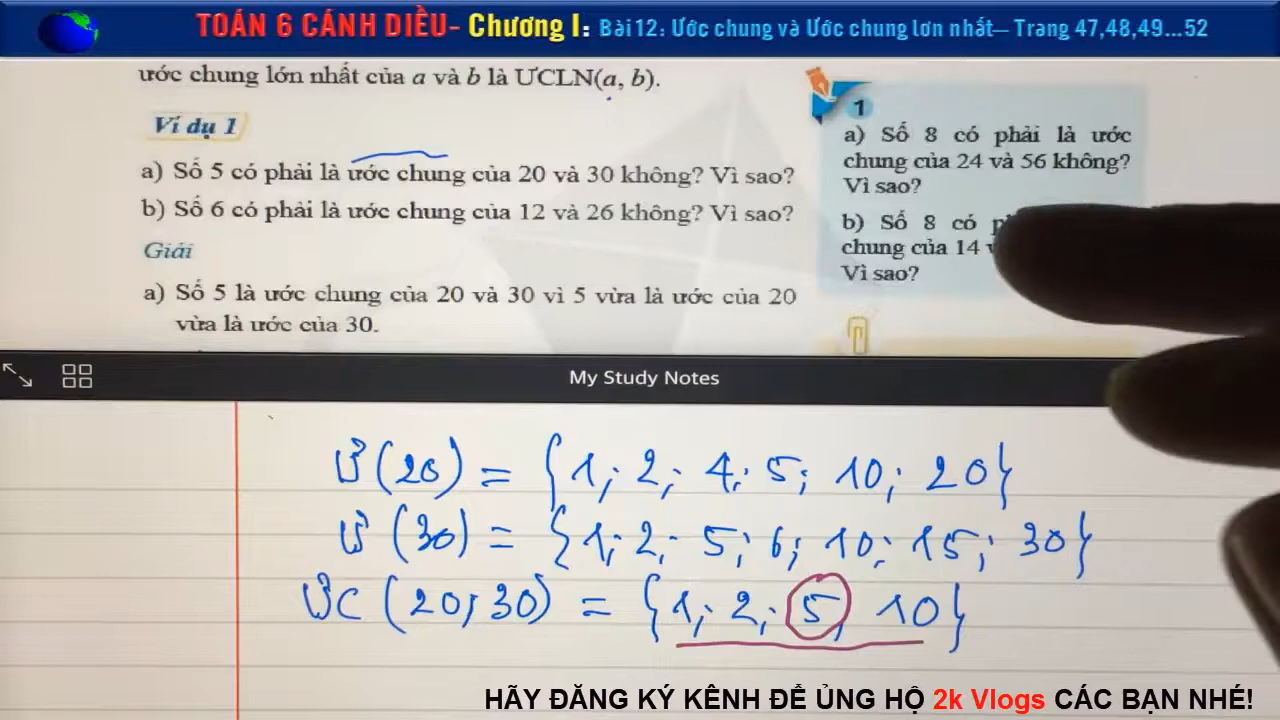 TOÁN 6 CÁNH DIỀU- Chương I: Bài 12: Ước chung và Ước chung lớn nhất– Trang 47,48,49...52
ước chung lớn nhất của a và b là ƯCLN(a, b).
Ví dụ 1
a) Số 5 có phải là ước chung của 20 và 30 không? Vì sao?
b) Số 6 có phải là ước chung của 12 và 26 không? Vì sao?
Giải
a) Số 5 là ước chung của 20 và 30 vì 5 vừa là ước của 20
vừa là ước của 30.
1
a) Số 8 có phải là ước
chung của 24 và 56 không?
Vì sao?
b) Số 8 có
chung của 14
Vì sao?
My Study Notes
Ư(20) = {1; 2; 4; 5; 10; 20}
Ư(30) = {1; 2; 5; 6; 10; 15; 30}
ƯC(20; 30) = {1; 2; 5; 10}
HÃY ĐĂNG KÝ KÊNH ĐỂ ỦNG HỘ 2k Vlogs CÁC BẠN NHÉ!